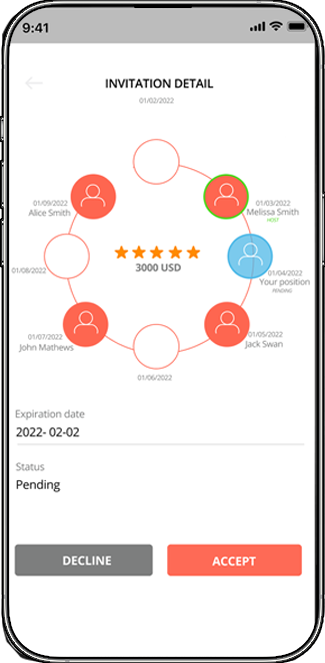 9:41
INVITATION DETAIL
01/02/2022
01/09/2022
Alice Smith
01/03/2022
Melissa Smith
HOST
3000 USD
01/08/2022
01/04/2022
Your position
PENDING
01/07/2022
John Mathews
01/05/2022
Jack Swan
01/06/2022
Expiration date
2022- 02-02
Status
Pending
DECLINE
ACCEPT